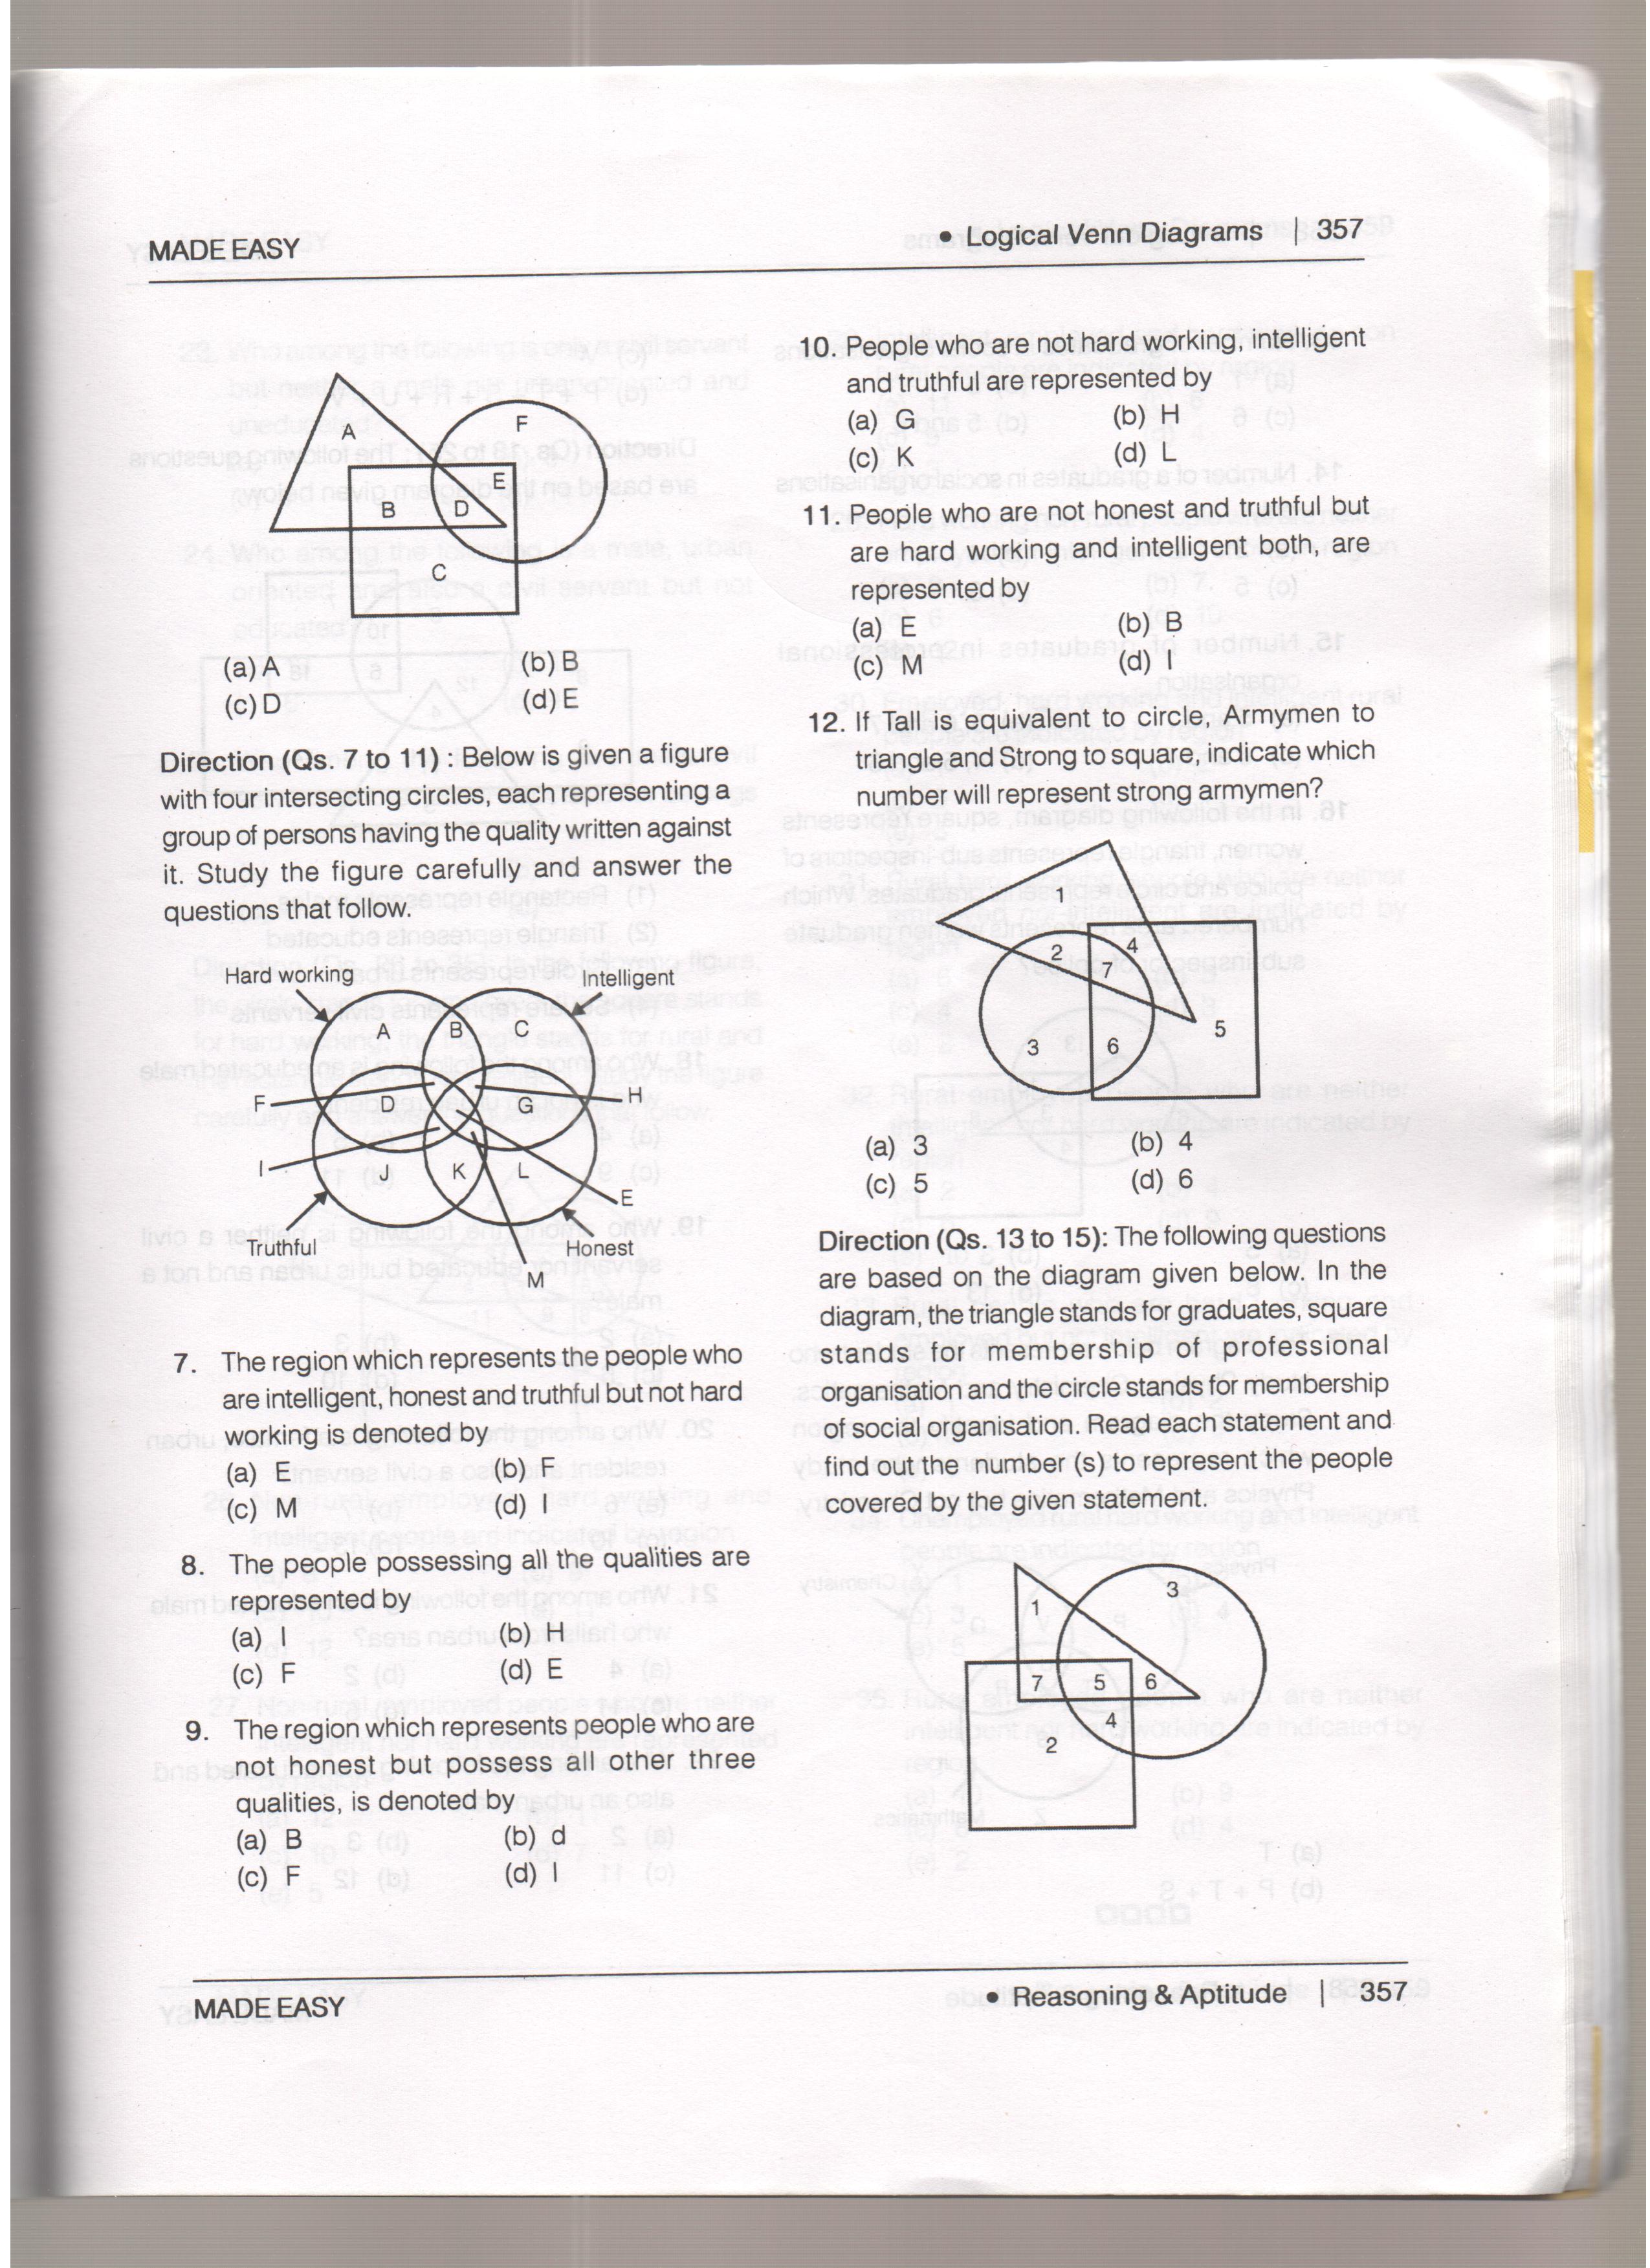 MADE EASY
• Logical Venn Diagrams | 357
A
F
E
B
D
C
(a) A
(b) B
(c) D
(d) E
Direction (Qs. 7 to 11) : Below is given a figure
with four intersecting circles, each representing a
group of persons having the quality written against
it. Study the figure carefully and answer the
questions that follow.
Hard working
Intelligent
A
B
C
F
D
G
H
I
J
K
L
E
Truthful
Honest
M
7. The region which represents the people who
are intelligent, honest and truthful but not hard
working is denoted by
(a) E
(b) F
(c) M
(d) I
8. The people possessing all the qualities are
represented by
(a) I
(b) H
(c) F
(d) E
9. The region which represents people who are
not honest but possess all other three
qualities, is denoted by
(a) B
(b) d
(c) F
(d) I
10. People who are not hard working, intelligent
and truthful are represented by
(a) G
(b) H
(c) K
(d) L
11. People who are not honest and truthful but
are hard working and intelligent both, are
represented by
(a) E
(b) B
(c) M
(d) I
12. If Tall is equivalent to circle, Armymen to
triangle and Strong to square, indicate which
number will represent strong armymen?
1
2
4
7
5
3
6
(a) 3
(b) 4
(c) 5
(d) 6
Direction (Qs. 13 to 15): The following questions
are based on the diagram given below. In the
diagram, the triangle stands for graduates, square
stands for membership of professional
organisation and the circle stands for membership
of social organisation. Read each statement and
find out the number (s) to represent the people
covered by the given statement.
3
1
7
5
6
4
2
MADE EASY
• Reasoning & Aptitude | 357